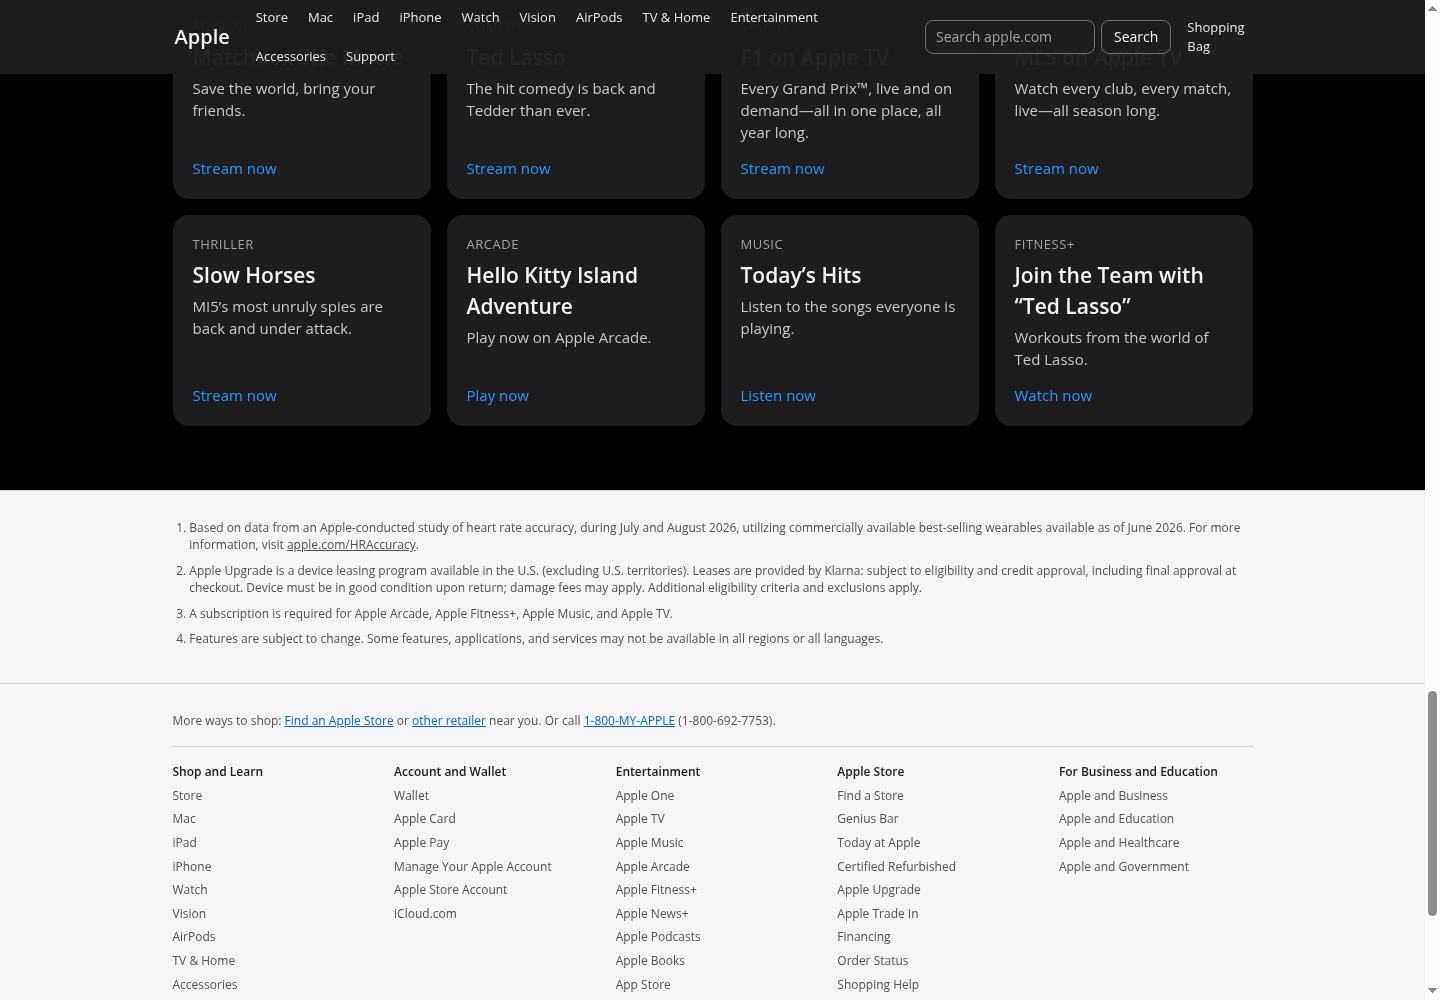 Apple
Store Mac iPad iPhone Watch Vision AirPods TV & Home Entertainment
Accessories Support
Search apple.com
Search
Shopping
Bag
Ted Lasso
F1 on Apple TV
MLS on Apple TV
Save the world, bring your
friends.
Stream now
The hit comedy is back and
Tedder than ever.
Stream now
Every Grand Prix™, live and on
demand—all in one place, all
year long.
Stream now
Watch every club, every match,
live—all season long.
Stream now
THRILLER
Slow Horses
MI5’s most unruly spies are
back and under attack.
Stream now
ARCADE
Hello Kitty Island
Adventure
Play now on Apple Arcade.
Play now
MUSIC
Today’s Hits
Listen to the songs everyone is
playing.
Listen now
FITNESS+
Join the Team with
“Ted Lasso”
Workouts from the world of
Ted Lasso.
Watch now
1. Based on data from an Apple-conducted study of heart rate accuracy, during July and August 2026, utilizing commercially available best-selling wearables available as of June 2026. For more
information, visit apple.com/HRAccuracy.
2. Apple Upgrade is a device leasing program available in the U.S. (excluding U.S. territories). Leases are provided by Klarna: subject to eligibility and credit approval, including final approval at
checkout. Device must be in good condition upon return; damage fees may apply. Additional eligibility criteria and exclusions apply.
3. A subscription is required for Apple Arcade, Apple Fitness+, Apple Music, and Apple TV.
4. Features are subject to change. Some features, applications, and services may not be available in all regions or all languages.
More ways to shop: Find an Apple Store or other retailer near you. Or call 1-800-MY-APPLE (1-800-692-7753).
Shop and Learn
Store
Mac
iPad
iPhone
Watch
Vision
AirPods
TV & Home
Accessories
Account and Wallet
Wallet
Apple Card
Apple Pay
Manage Your Apple Account
Apple Store Account
iCloud.com
Entertainment
Apple One
Apple TV
Apple Music
Apple Arcade
Apple Fitness+
Apple News+
Apple Podcasts
Apple Books
App Store
Apple Store
Find a Store
Genius Bar
Today at Apple
Certified Refurbished
Apple Upgrade
Apple Trade In
Financing
Order Status
Shopping Help
For Business and Education
Apple and Business
Apple and Education
Apple and Healthcare
Apple and Government